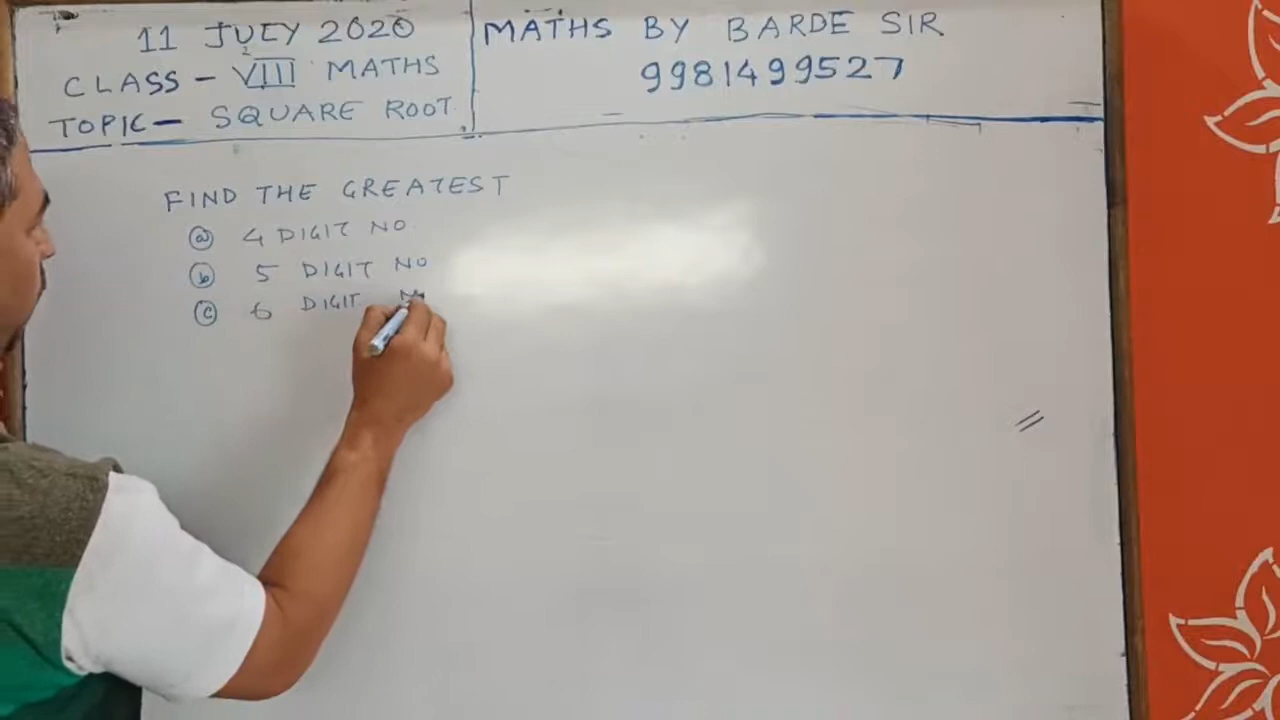 11 JULY 2020
CLASS - VIII MATHS
TOPIC - SQUARE ROOT
MATHS BY BARDE SIR
9981499527
FIND THE GREATEST
(a) 4 DIGIT NO
(b) 5 DIGIT NO
(c) 6 DIGIT